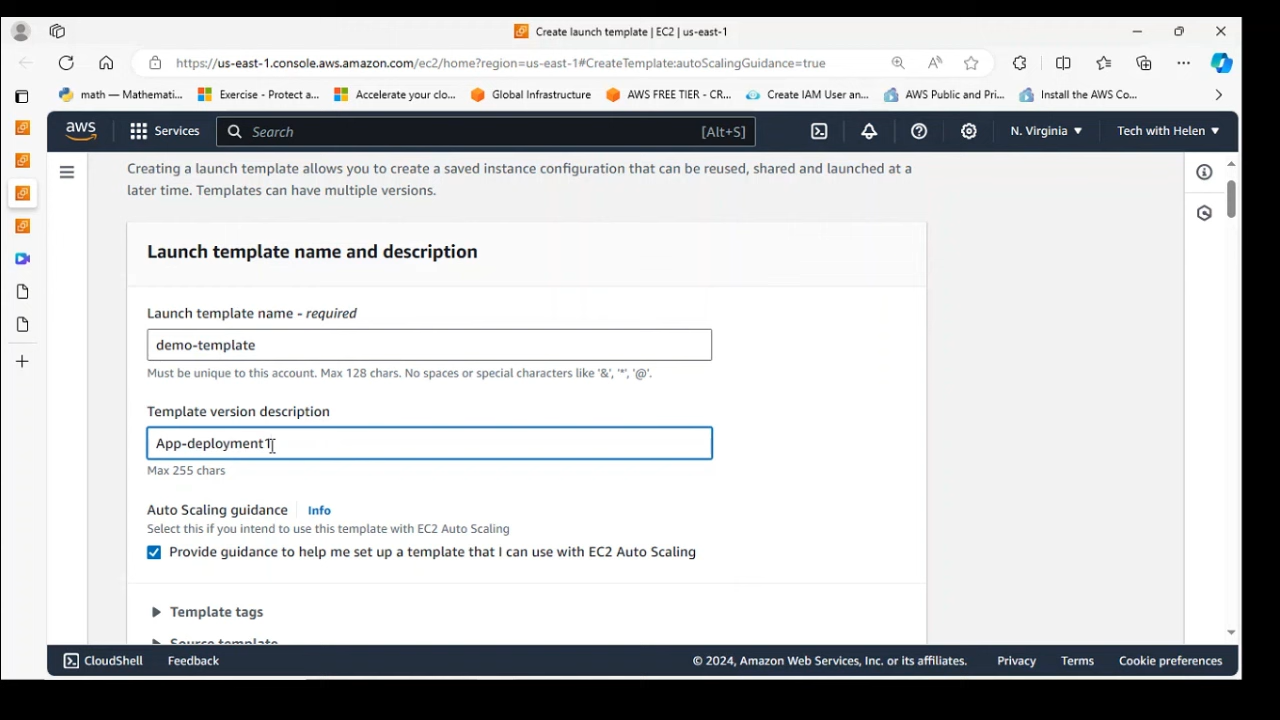 Create launch template | EC2 | us-east-1
https://us-east-1.console.aws.amazon.com/ec2/home?region=us-east-1#CreateTemplate:autoScalingGuidance=true
math — Mathemati...
Exercise - Protect a...
Accelerate your clo...
Global Infrastructure
AWS FREE TIER - CR...
Create IAM User an...
AWS Public and Pri...
Install the AWS Co...
aws
Services
Search
[Alt+S]
N. Virginia
Tech with Helen
Creating a launch template allows you to create a saved instance configuration that can be reused, shared and launched at a
later time. Templates can have multiple versions.
Launch template name and description
Launch template name - required
demo-template
Must be unique to this account. Max 128 chars. No spaces or special characters like '&', '*', '@'.
Template version description
App-deployment1
Max 255 chars
Auto Scaling guidance
Info
Select this if you intend to use this template with EC2 Auto Scaling
Provide guidance to help me set up a template that I can use with EC2 Auto Scaling
Template tags
Source template
CloudShell
Feedback
© 2024, Amazon Web Services, Inc. or its affiliates.
Privacy
Terms
Cookie preferences